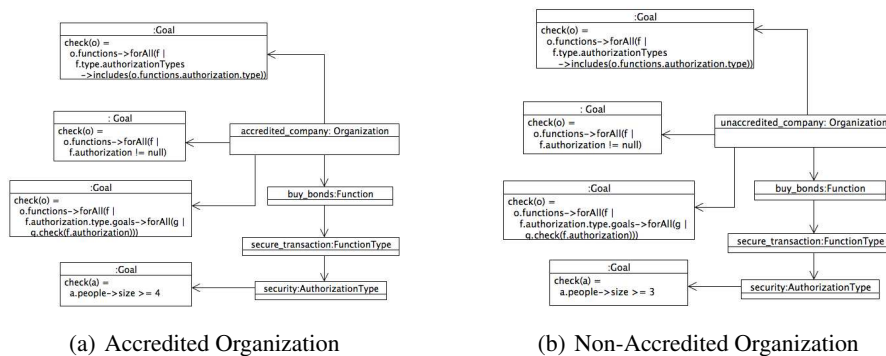 :Goal
check(o) =
o.functions->forAll(f |
f.type.authorizationTypes
->includes(o.functions.authorization.type))
: Goal
check(o) =
o.functions->forAll(f |
f.authorization != null)
accredited_company: Organization
:Goal
check(o) =
o.functions->forAll(f |
f.authorization.type.goals->forAll(g |
g.check(f.authorization)))
buy_bonds:Function
secure_transaction:FunctionType
:Goal
check(a) =
a.people->size >= 4
security:AuthorizationType
(a) Accredited Organization
:Goal
check(o) =
o.functions->forAll(f |
f.type.authorizationTypes
->includes(o.functions.authorization.type))
: Goal
check(o) =
o.functions->forAll(f |
f.authorization != null)
unaccredited_company: Organization
:Goal
check(o) =
o.functions->forAll(f |
f.authorization.type.goals->forAll(g |
g.check(f.authorization)))
buy_bonds:Function
secure_transaction:FunctionType
:Goal
check(a) =
a.people->size >= 3
security:AuthorizationType
(b) Non-Accredited Organization